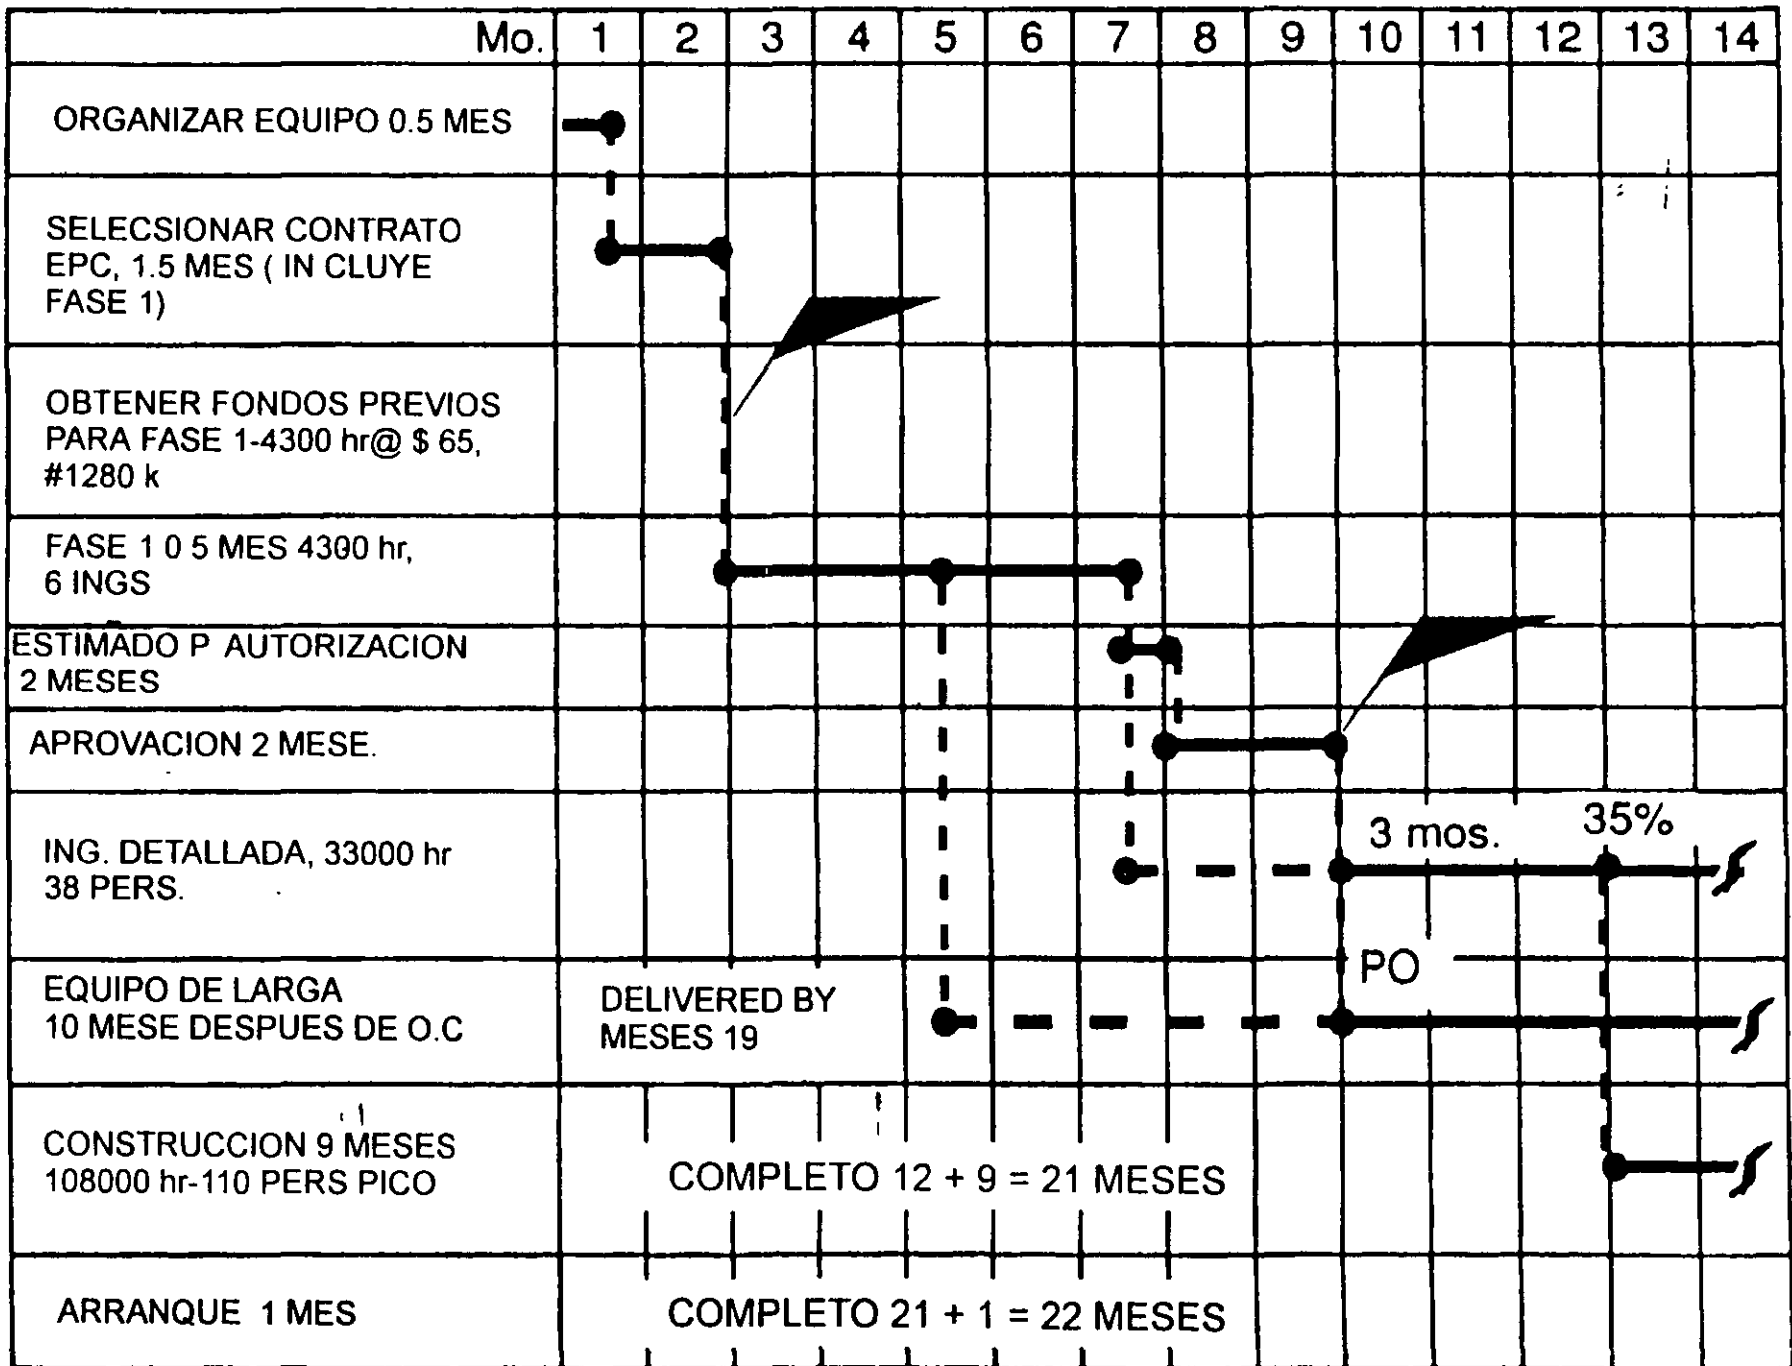 Mo. 1 2 3 4 5 6 7 8 9 10 11 12 13 14
ORGANIZAR EQUIPO 0.5 MES
SELECSIONAR CONTRATO
EPC, 1.5 MES ( IN CLUYE
FASE 1)
OBTENER FONDOS PREVIOS
PARA FASE 1-4300 hr@ $ 65,
#1280 k
FASE 1 0 5 MES 4300 hr,
6 INGS
ESTIMADO P AUTORIZACION
2 MESES
APROVACION 2 MESE.
ING. DETALLADA, 33000 hr
38 PERS.
3 mos. 35%
EQUIPO DE LARGA
10 MESE DESPUES DE O.C
DELIVERED BY
MESES 19
PO
CONSTRUCCION 9 MESES
108000 hr-110 PERS PICO
COMPLETO 12 + 9 = 21 MESES
ARRANQUE 1 MES
COMPLETO 21 + 1 = 22 MESES